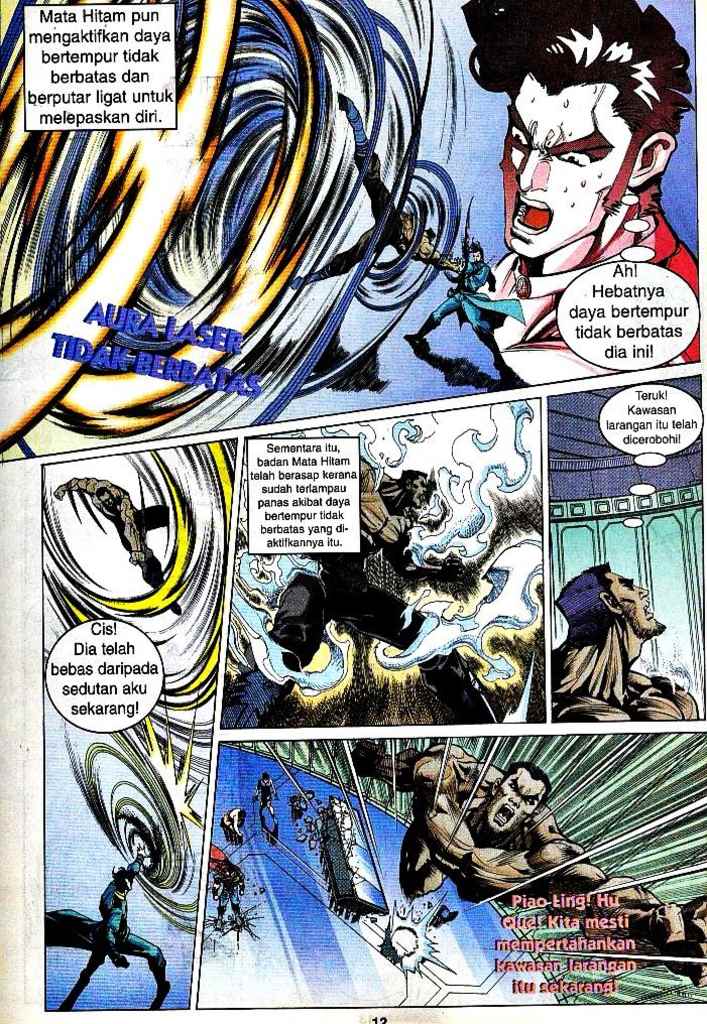 Mata Hitam pun
mengaktifkan daya
bertempur tidak
berbatas dan
berputar ligat untuk
melepaskan diri.
Ah!
Hebatnya
daya bertempur
tidak berbatas
dia ini!
AURA LASER
TIDAK BERBATAS
Cis!
Dia telah
bebas daripada
sedutan aku
sekarang!
Sementara itu,
badan Mata Hitam
telah berasap kerana
sudah terlampau
panas akibat daya
bertempur tidak
berbatas yang di-
aktifkannya itu.
Teruk!
Kawasan
larangan itu telah
dicerobohi!
Piao Ling! Hu
Que! Kita mesti
mempertahankan
kawasan larangan
itu sekarang!
12